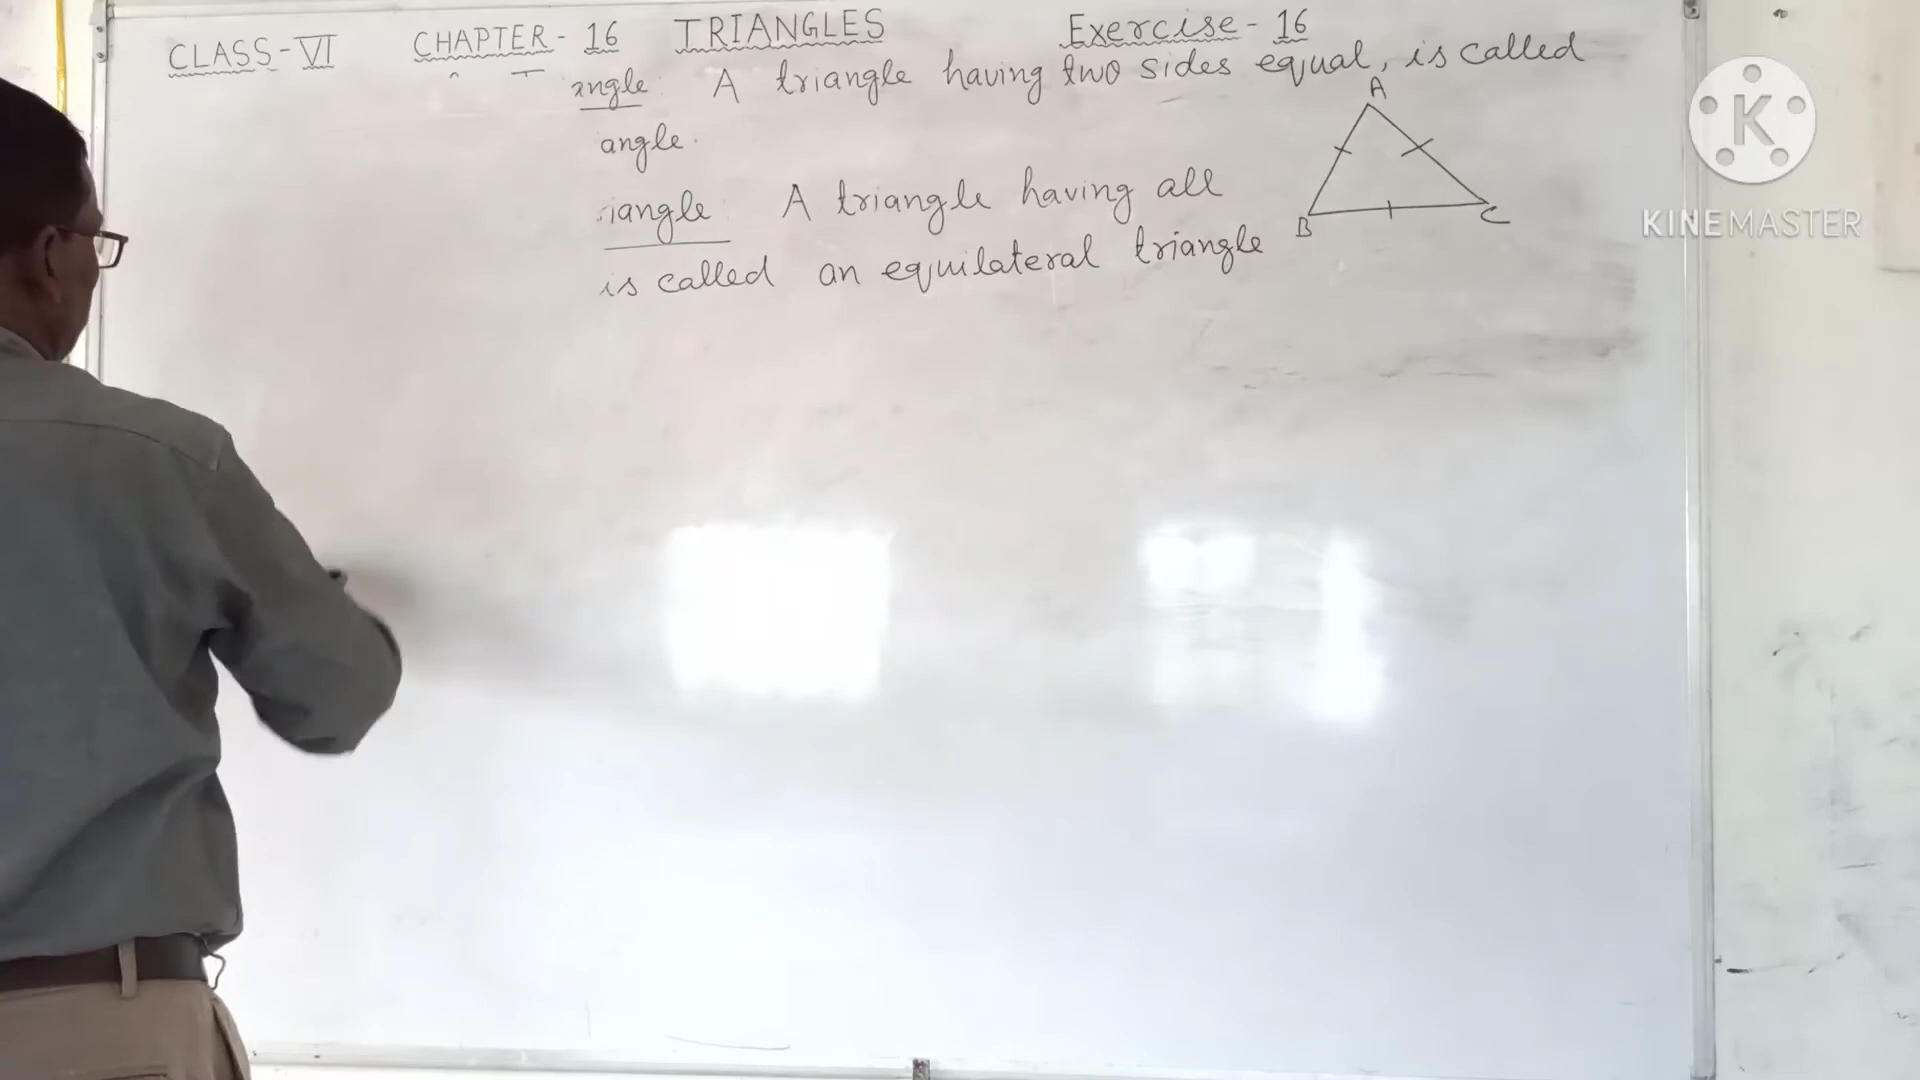 CLASS-VI CHAPTER- 16 TRIANGLES Exercise-16
angle: A triangle having two sides equal, is called
angle.
iangle: A triangle having all
is called an equilateral triangle
A
B
C
K
KINEMASTER